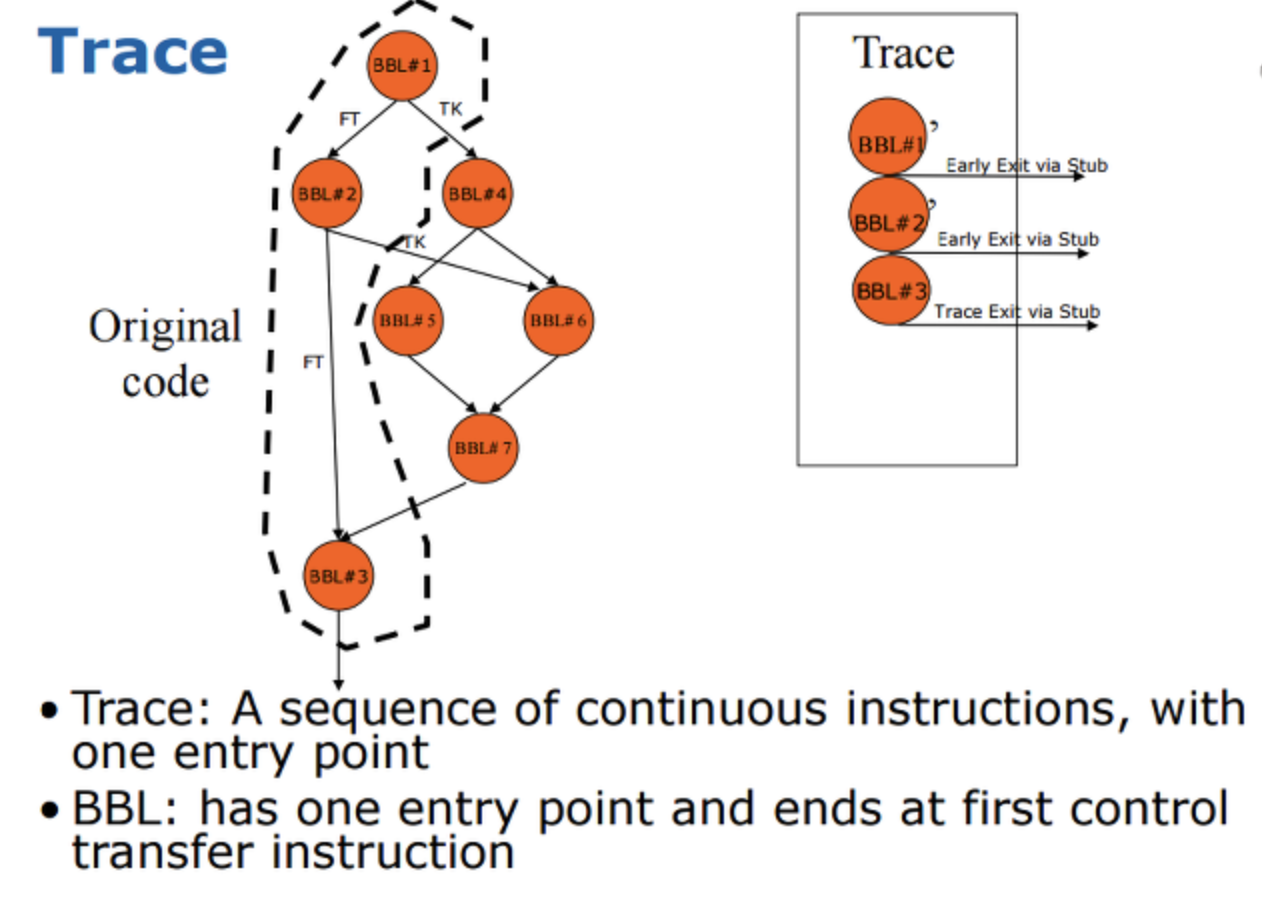 Trace
BBL#1
FT
TK
BBL#2
BBL#4
TK
BBL# 5
BBL# 6
Original
code
FT
BBL# 7
BBL#3
Trace
BBL#1’
Early Exit via Stub
BBL#2’
Early Exit via Stub
BBL#3
Trace Exit via Stub
• Trace: A sequence of continuous instructions, with
one entry point
• BBL: has one entry point and ends at first control
transfer instruction